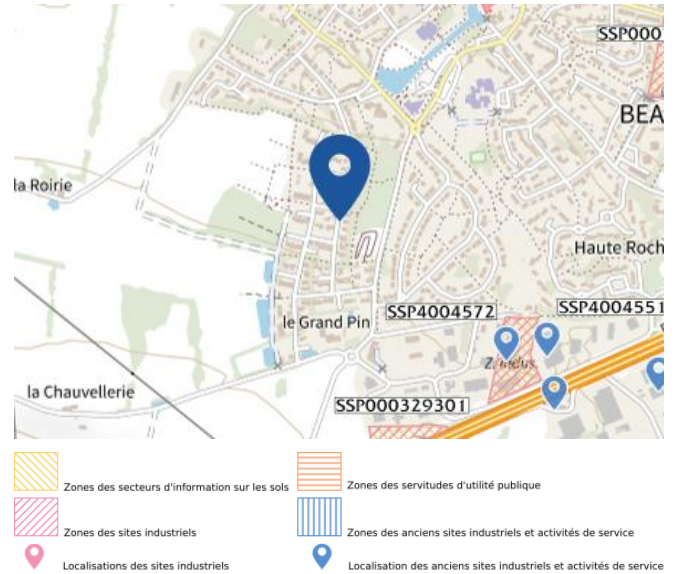 SSP000
BEA
la Roirie
Haute Roch
SSP4004572
SSP4004551
le Grand Pin
Z. Indus.
la Chauvellerie
SSP000329301
Zones des secteurs d'information sur les sols
Zones des servitudes d'utilité publique
Zones des sites industriels
Zones des anciens sites industriels et activités de service
Localisations des sites industriels
Localisation des anciens sites industriels et activités de service